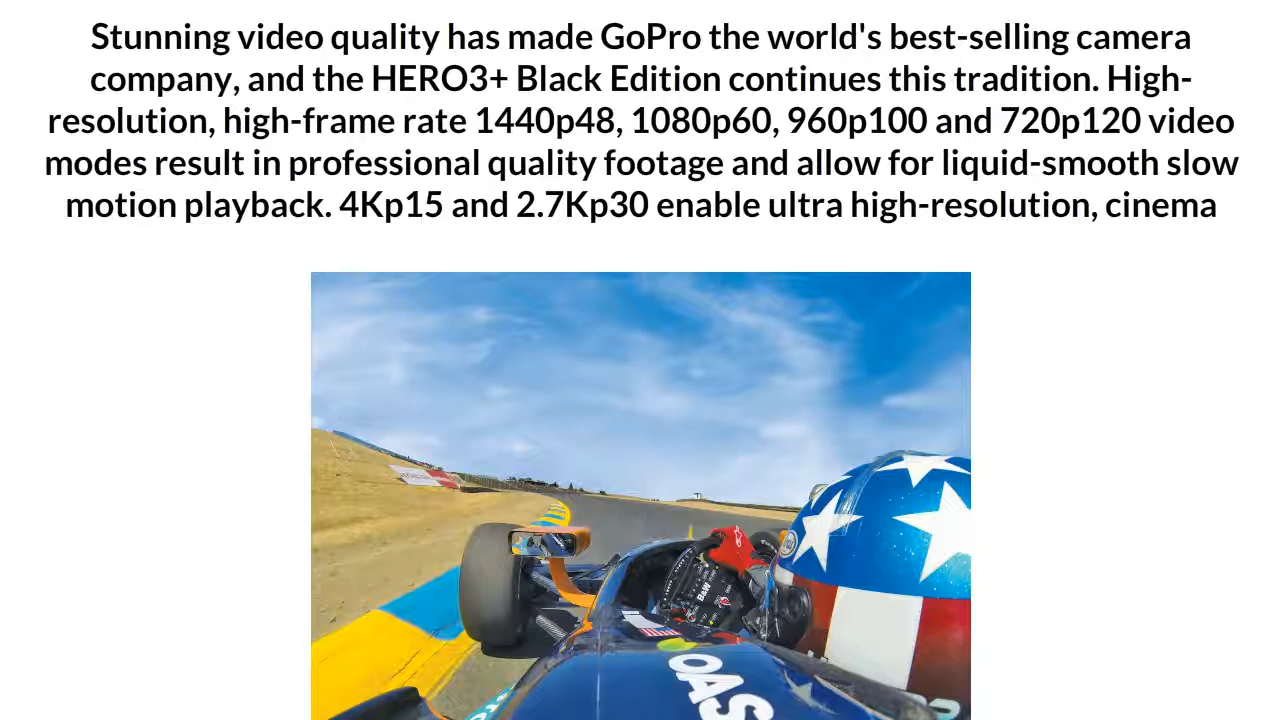 Stunning video quality has made GoPro the world's best-selling camera
company, and the HERO3+ Black Edition continues this tradition. High-
resolution, high-frame rate 1440p48, 1080p60, 960p100 and 720p120 video
modes result in professional quality footage and allow for liquid-smooth slow
motion playback. 4Kp15 and 2.7Kp30 enable ultra high-resolution, cinema
B&W
OAS